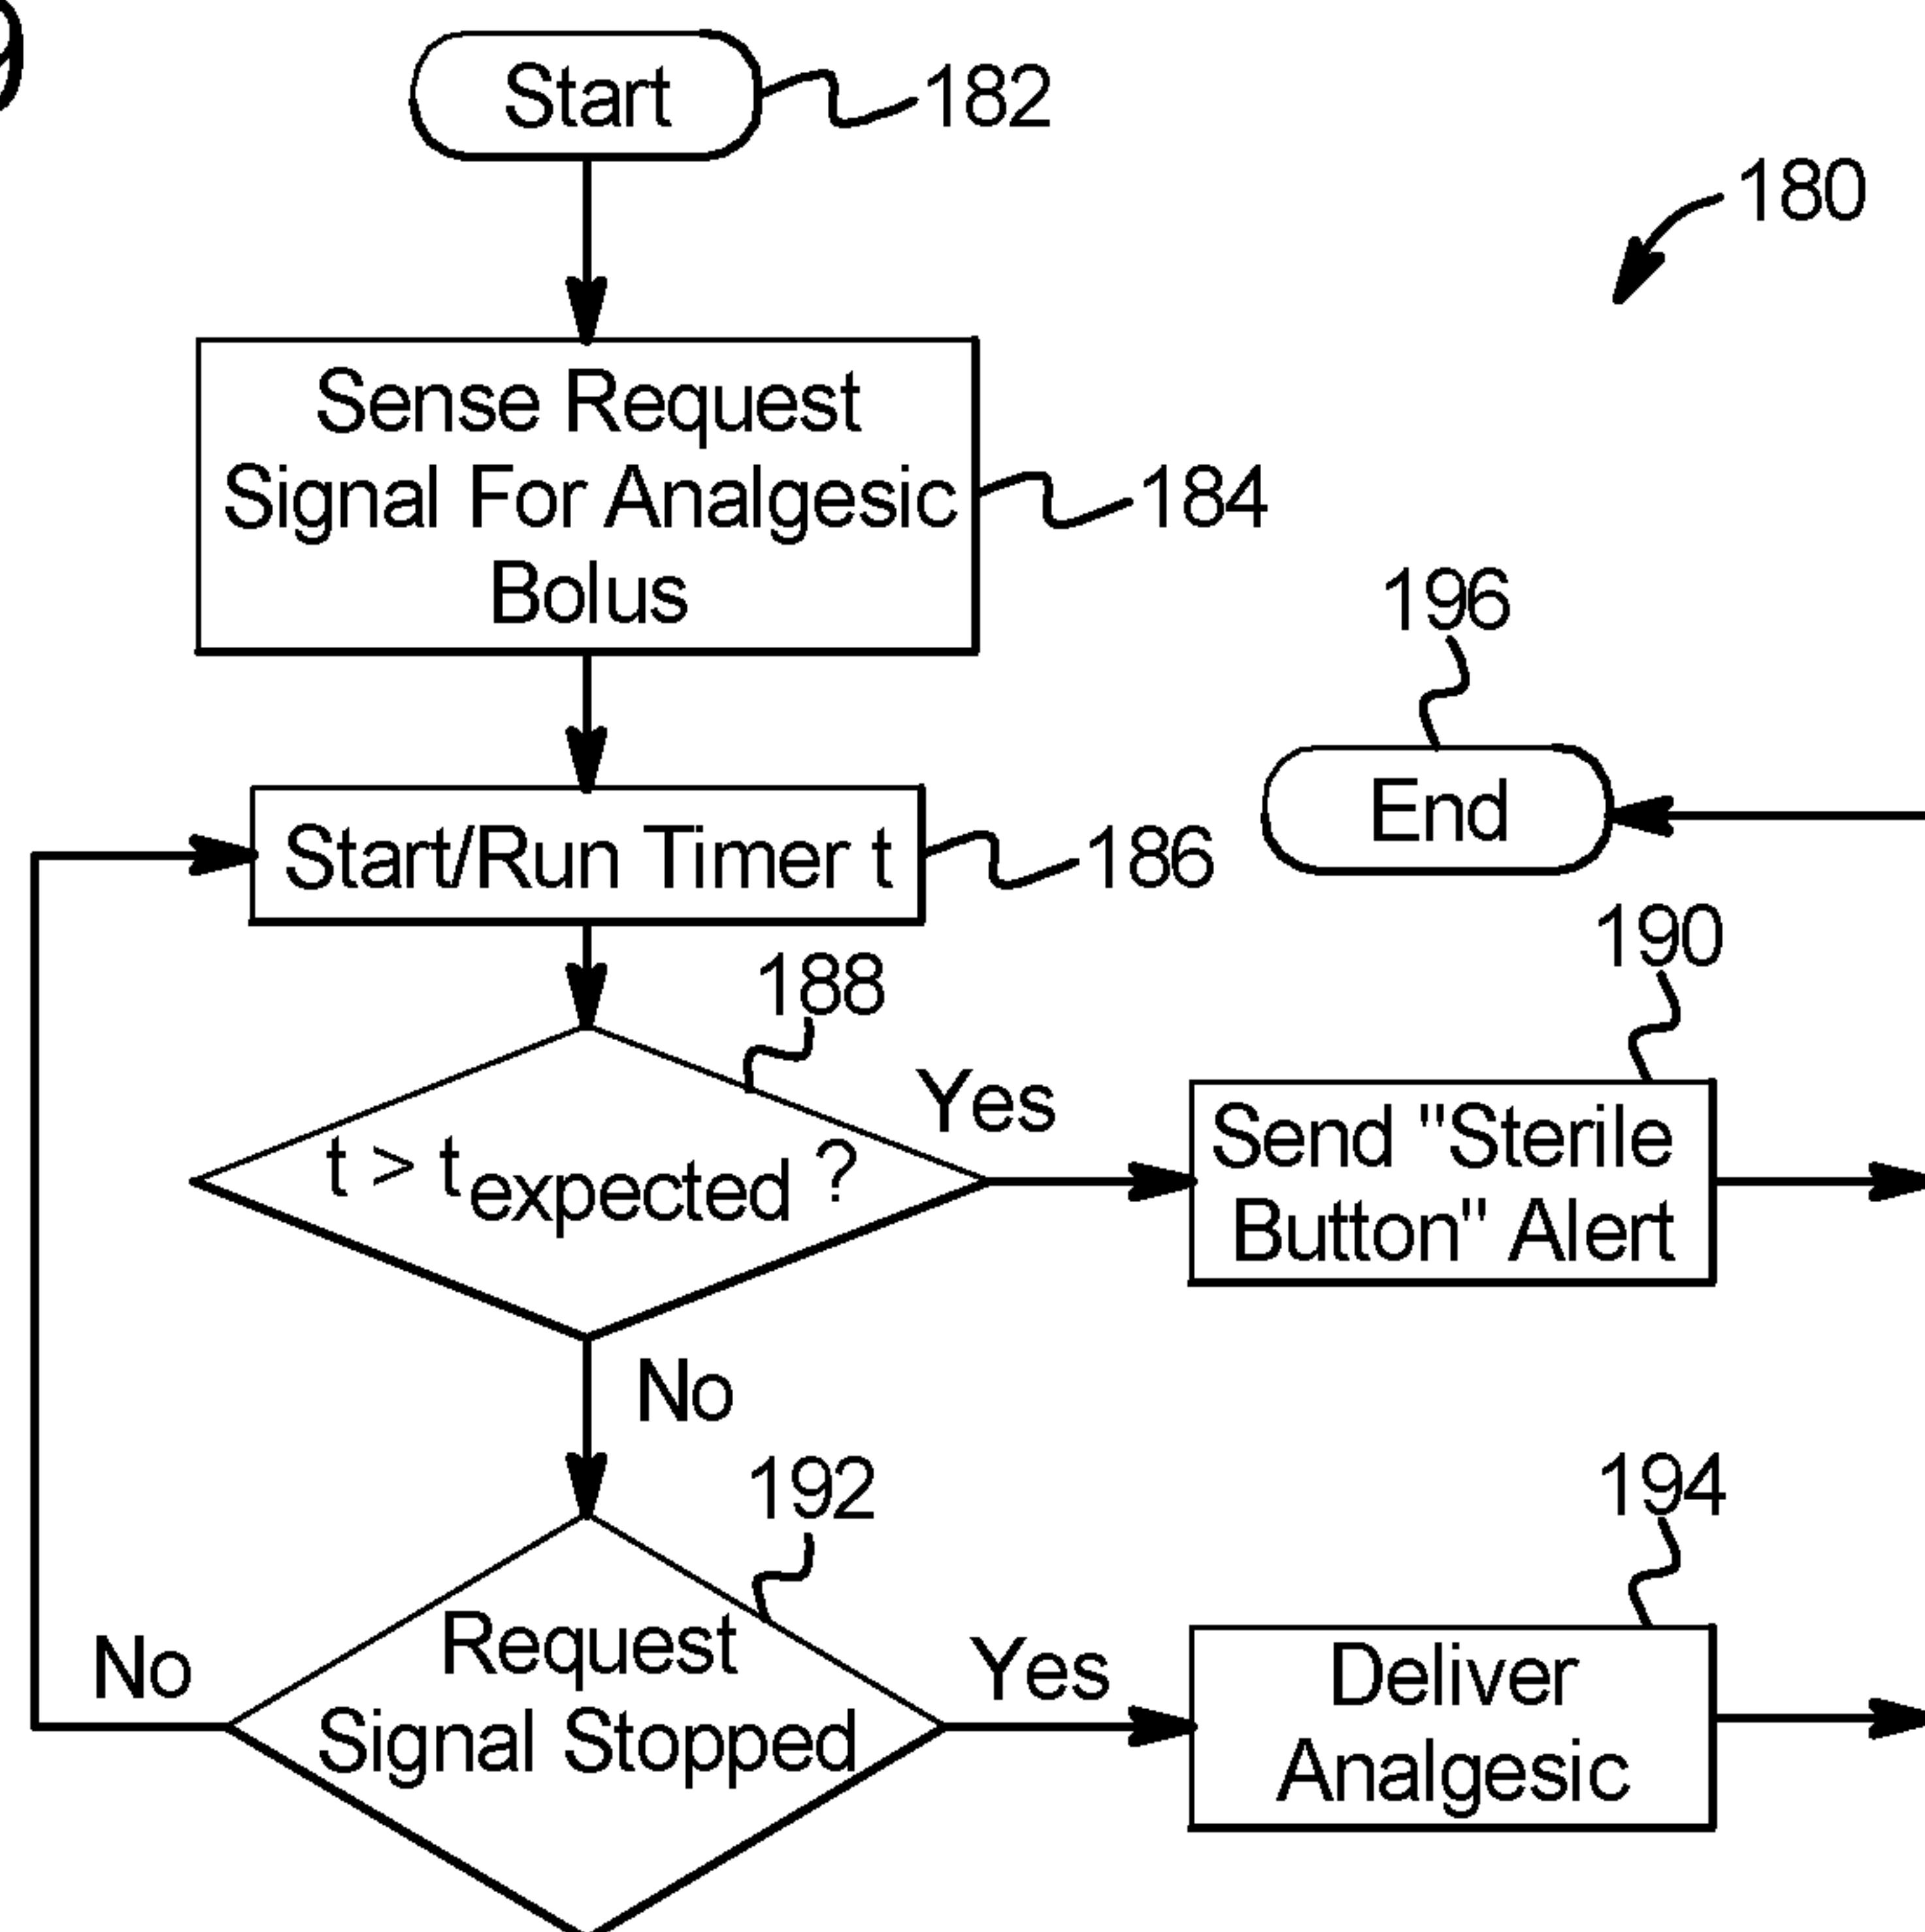 Start
182
180
Sense Request
Signal For Analgesic
Bolus
184
196
End
Start/Run Timer t
186
190
188
t > texpected ?
Yes
Send "Sterile
Button" Alert
No
192
194
Request
Signal Stopped
No
Yes
Deliver
Analgesic